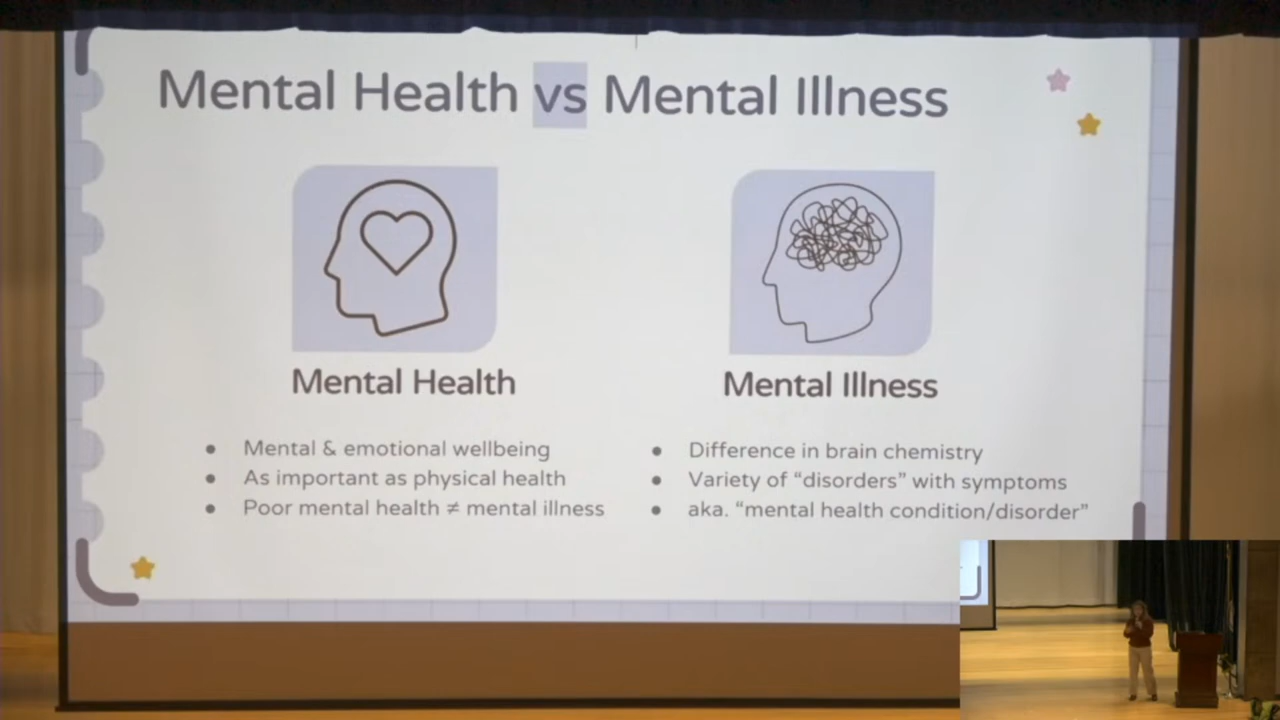 Mental Health vs Mental Illness
Mental Health
• Mental & emotional wellbeing
• As important as physical health
• Poor mental health ≠ mental illness
Mental Illness
• Difference in brain chemistry
• Variety of “disorders” with symptoms
• aka. “mental health condition/disorder”